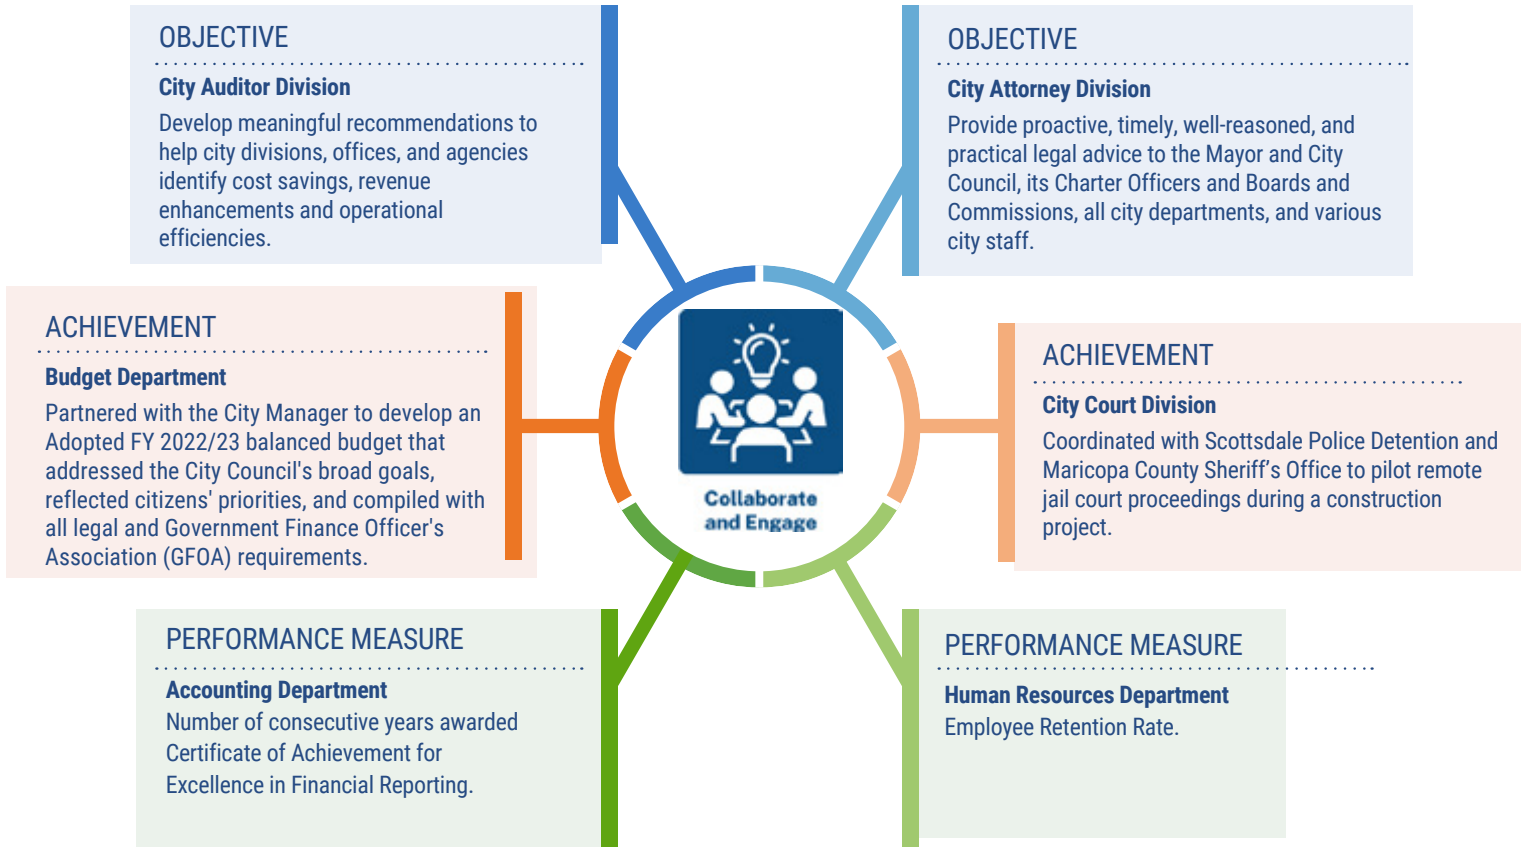 OBJECTIVE
City Auditor Division
Develop meaningful recommendations to
help city divisions, offices, and agencies
identify cost savings, revenue
enhancements and operational
efficiencies.
OBJECTIVE
City Attorney Division
Provide proactive, timely, well-reasoned, and
practical legal advice to the Mayor and City
Council, its Charter Officers and Boards and
Commissions, all city departments, and various
city staff.
ACHIEVEMENT
Budget Department
Partnered with the City Manager to develop an
Adopted FY 2022/23 balanced budget that
addressed the City Council's broad goals,
reflected citizens' priorities, and compiled with
all legal and Government Finance Officer's
Association (GFOA) requirements.
Collaborate
and Engage
ACHIEVEMENT
City Court Division
Coordinated with Scottsdale Police Detention and
Maricopa County Sheriff’s Office to pilot remote
jail court proceedings during a construction
project.
PERFORMANCE MEASURE
Accounting Department
Number of consecutive years awarded
Certificate of Achievement for
Excellence in Financial Reporting.
PERFORMANCE MEASURE
Human Resources Department
Employee Retention Rate.